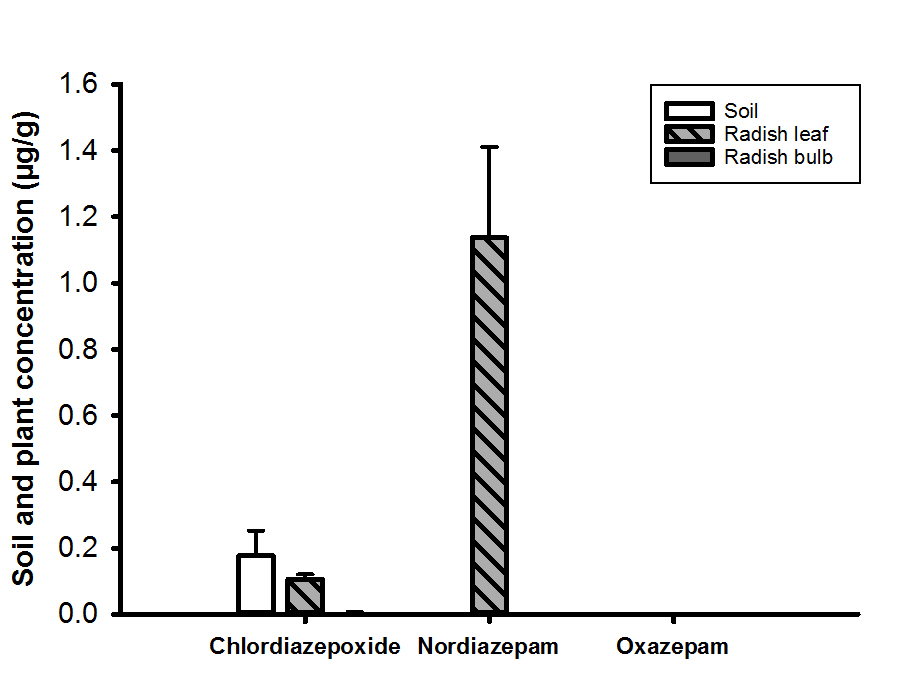 Soil and plant concentration (µg/g)
1.6
1.4
1.2
1.0
0.8
0.6
0.4
0.2
0.0
Soil
Radish leaf
Radish bulb
Chlordiazepoxide Nordiazepam Oxazepam